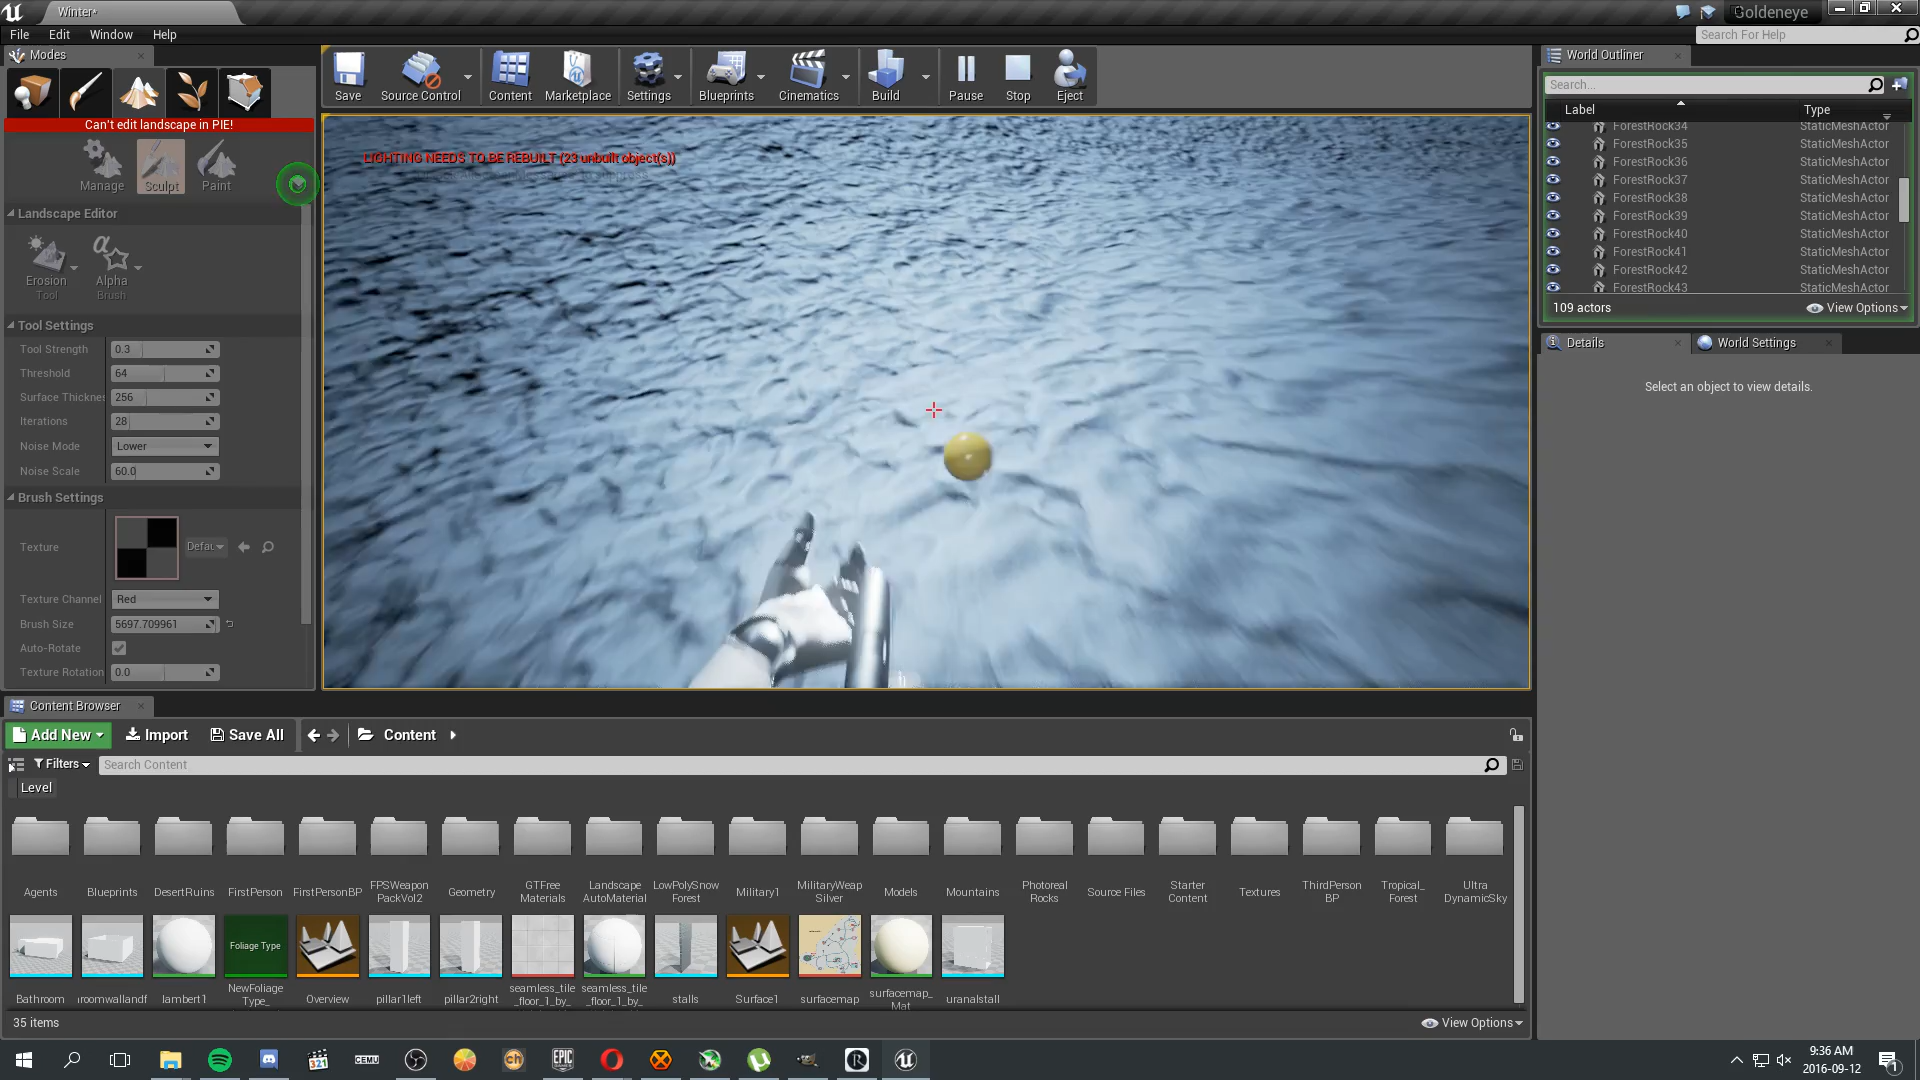 Winter*
Goldeneye
File Edit Window Help
Search For Help
Modes
Save
Source Control
Content
Marketplace
Settings
Blueprints
Cinematics
Build
Pause
Stop
Eject
Can't edit landscape in PIE!
Manage
Sculpt
Paint
LIGHTING NEEDS TO BE REBUILT (23 unbuilt object(s))
Landscape Editor
Erosion
Tool
Alpha
Brush
Tool Settings
Tool Strength 0.3
Threshold 64
Surface Thicknes 256
Iterations 28
Noise Mode Lower
Noise Scale 60.0
Brush Settings
Texture
Texture Channel Red
Brush Size 5697.709961
Auto-Rotate
Texture Rotation 0.0
World Outliner
Search...
Label Type
ForestRock34 StaticMeshActor
ForestRock35 StaticMeshActor
ForestRock36 StaticMeshActor
ForestRock37 StaticMeshActor
ForestRock38 StaticMeshActor
ForestRock39 StaticMeshActor
ForestRock40 StaticMeshActor
ForestRock41 StaticMeshActor
ForestRock42 StaticMeshActor
ForestRock43 StaticMeshActor
109 actors View Options
Details
World Settings
Select an object to view details.
Content Browser
Add New Import Save All Content
Filters Search Content
Level
Agents
Blueprints
DesertRuins
FirstPerson
FirstPersonBP
FPSWeapon
PackVol2
Geometry
GTFree
Materials
Landscape
AutoMaterial
LowPolySnow
Forest
Military1
MilitaryWeap
Silver
Models
Mountains
Photoreal
Rocks
Source Files
Starter
Content
Textures
ThirdPerson
BP
Tropical_
Forest
Ultra
DynamicSky
Foliage Type
Bathroom
lambert1
NewFoliage
Type_
Overview
pillar1left
pillar2right
seamless_tile
_floor_1_by_
seamless_tile
_floor_1_by_
stalls
Surface1
surfacemap
surfacemap_
Mat
uranalstall
35 items
View Options
321
CEMU
ch
EPIC
GAMES
9:36 AM
2016-09-12
1